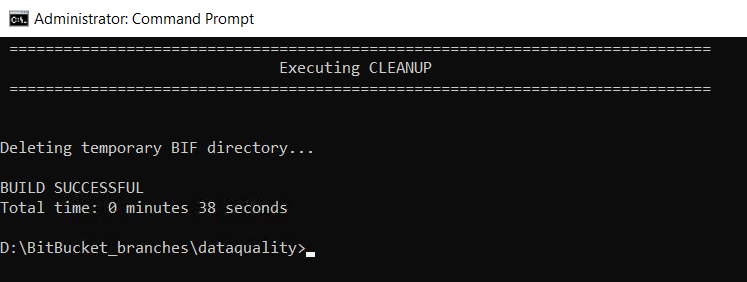 Administrator: Command Prompt
==============================================================================
Executing CLEANUP
==============================================================================
Deleting temporary BIF directory...
BUILD SUCCESSFUL
Total time: 0 minutes 38 seconds
D:\BitBucket_branches\dataquality>